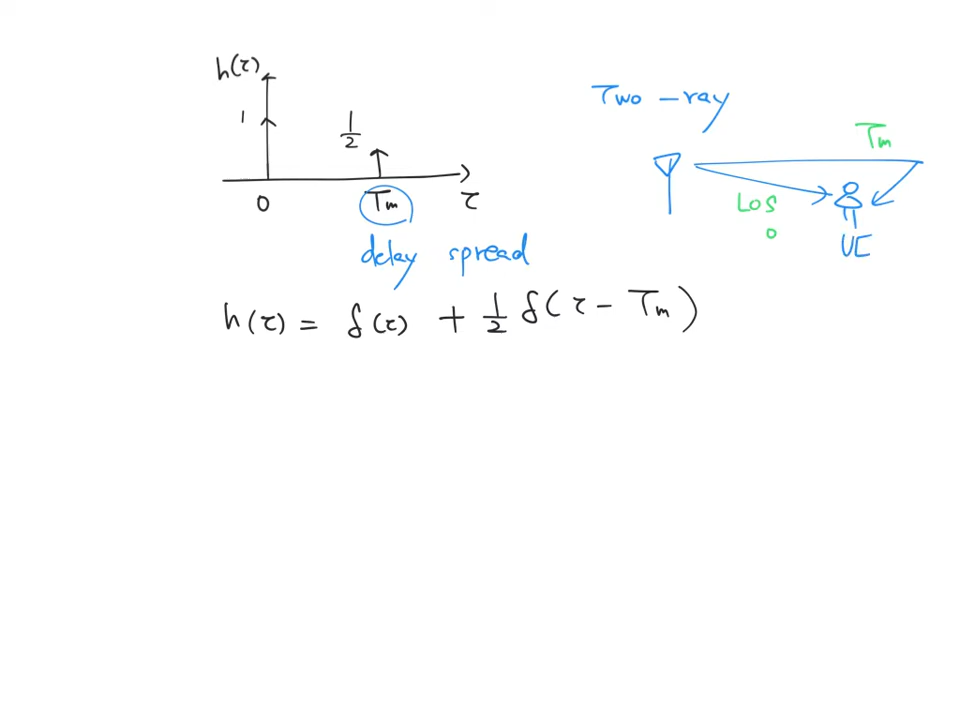 h(τ)
1
1/2
0
Tm
τ
delay spread
Two-ray
Tm
LOS
0
UE
h(τ) = δ(τ) + 1/2 δ(τ - Tm)